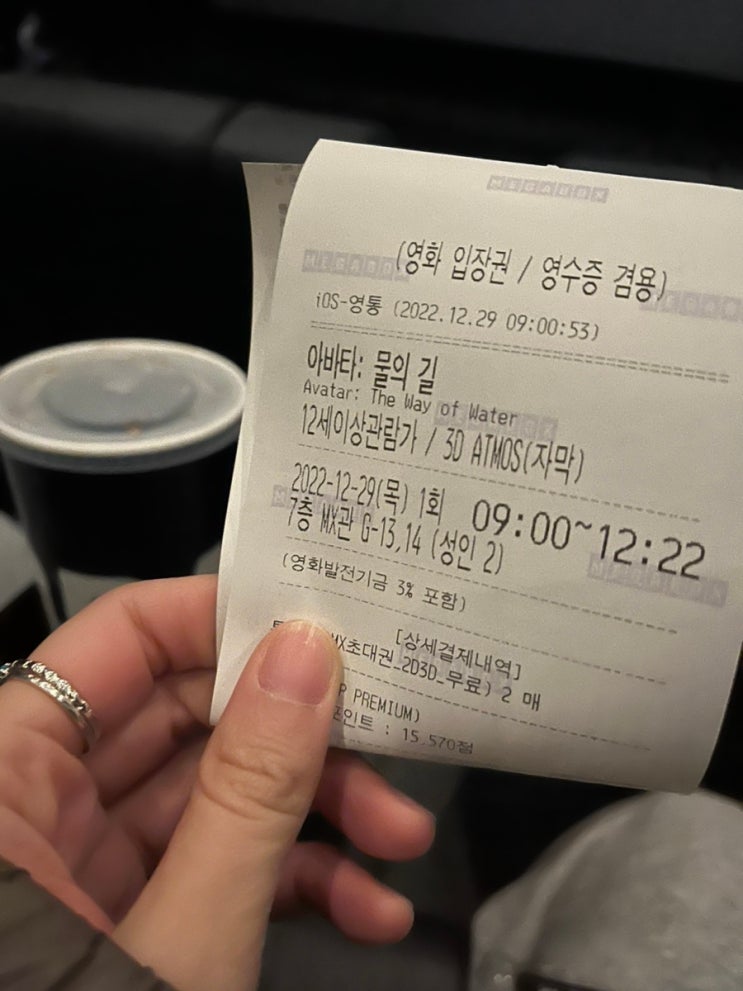 MEGABOX
(영화 입장권 / 영수증 겸용)
iOS-영통 (2022.12.29 09:00:53)
아바타: 물의 길
Avatar: The Way of Water
12세이상관람가 / 3D ATMOS(자막)
2022-12-29(목) 1회 09:00~12:22
7층 MX관 G-13,14 (성인 2)
(영화발전기금 3% 포함)
[상세결제내역]
MX초대권_2D3D_무료) 2 매
PREMIUM)
포인트 : 15,570점